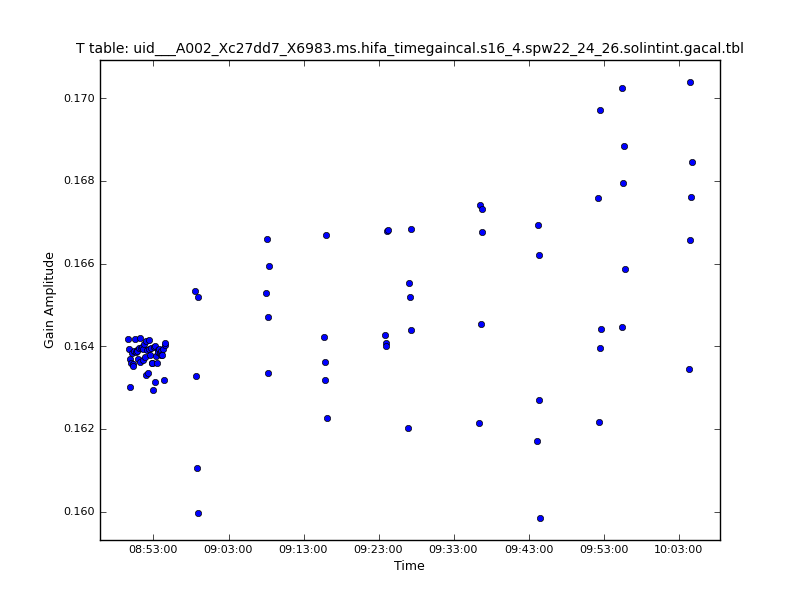 T table: uid___A002_Xc27dd7_X6983.ms.hifa_timegaincal.s16_4.spw22_24_26.solintint.gacal.tbl
0.170
0.168
0.166
0.164
0.162
0.160
Gain Amplitude
08:53:00 09:03:00 09:13:00 09:23:00 09:33:00 09:43:00 09:53:00 10:03:00
Time